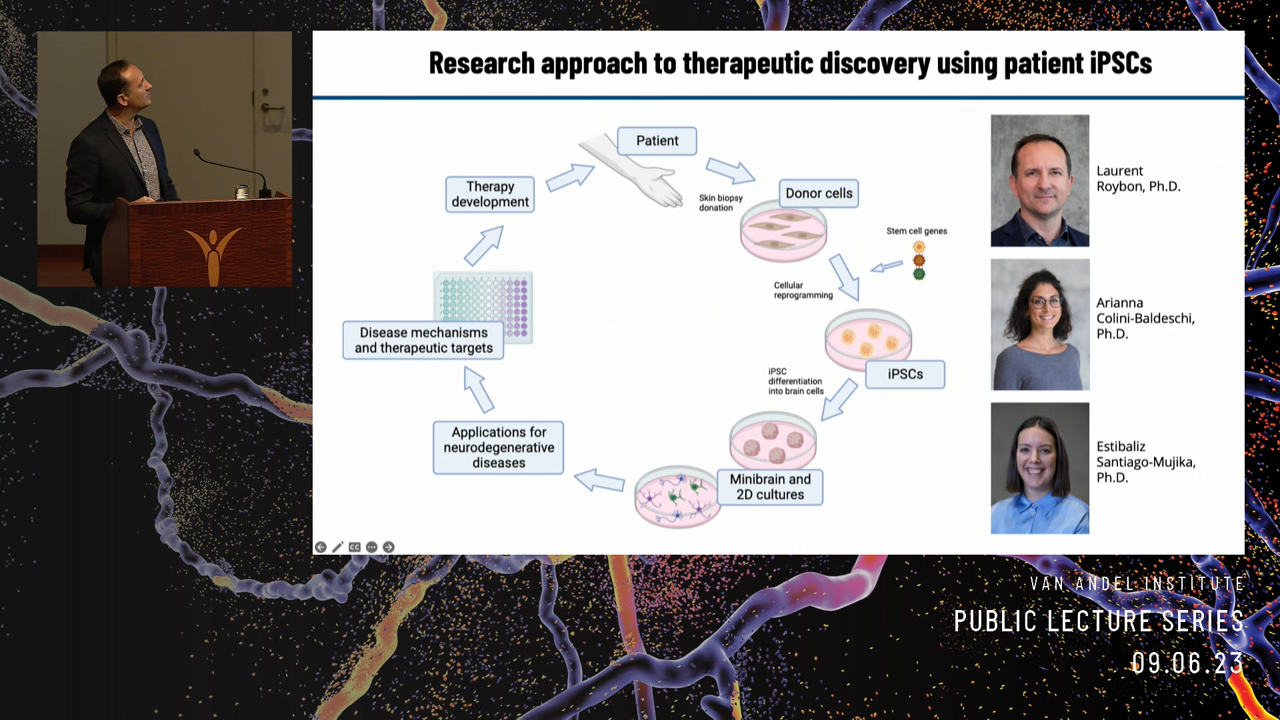 Research approach to therapeutic discovery using patient iPSCs
Patient
Therapy
development
Skin biopsy
donation
Donor cells
Stem cell genes
Cellular
reprogramming
Disease mechanisms
and therapeutic targets
iPSCs
iPSC
differentiation
into brain cells
Applications for
neurodegenerative
diseases
Minibrain and
2D cultures
Laurent
Roybon, Ph.D.
Arianna
Colini-Baldeschi,
Ph.D.
Estibaliz
Santiago-Mujika,
Ph.D.
CC
VAN ANDEL INSTITUTE
PUBLIC LECTURE SERIES
09.06.23